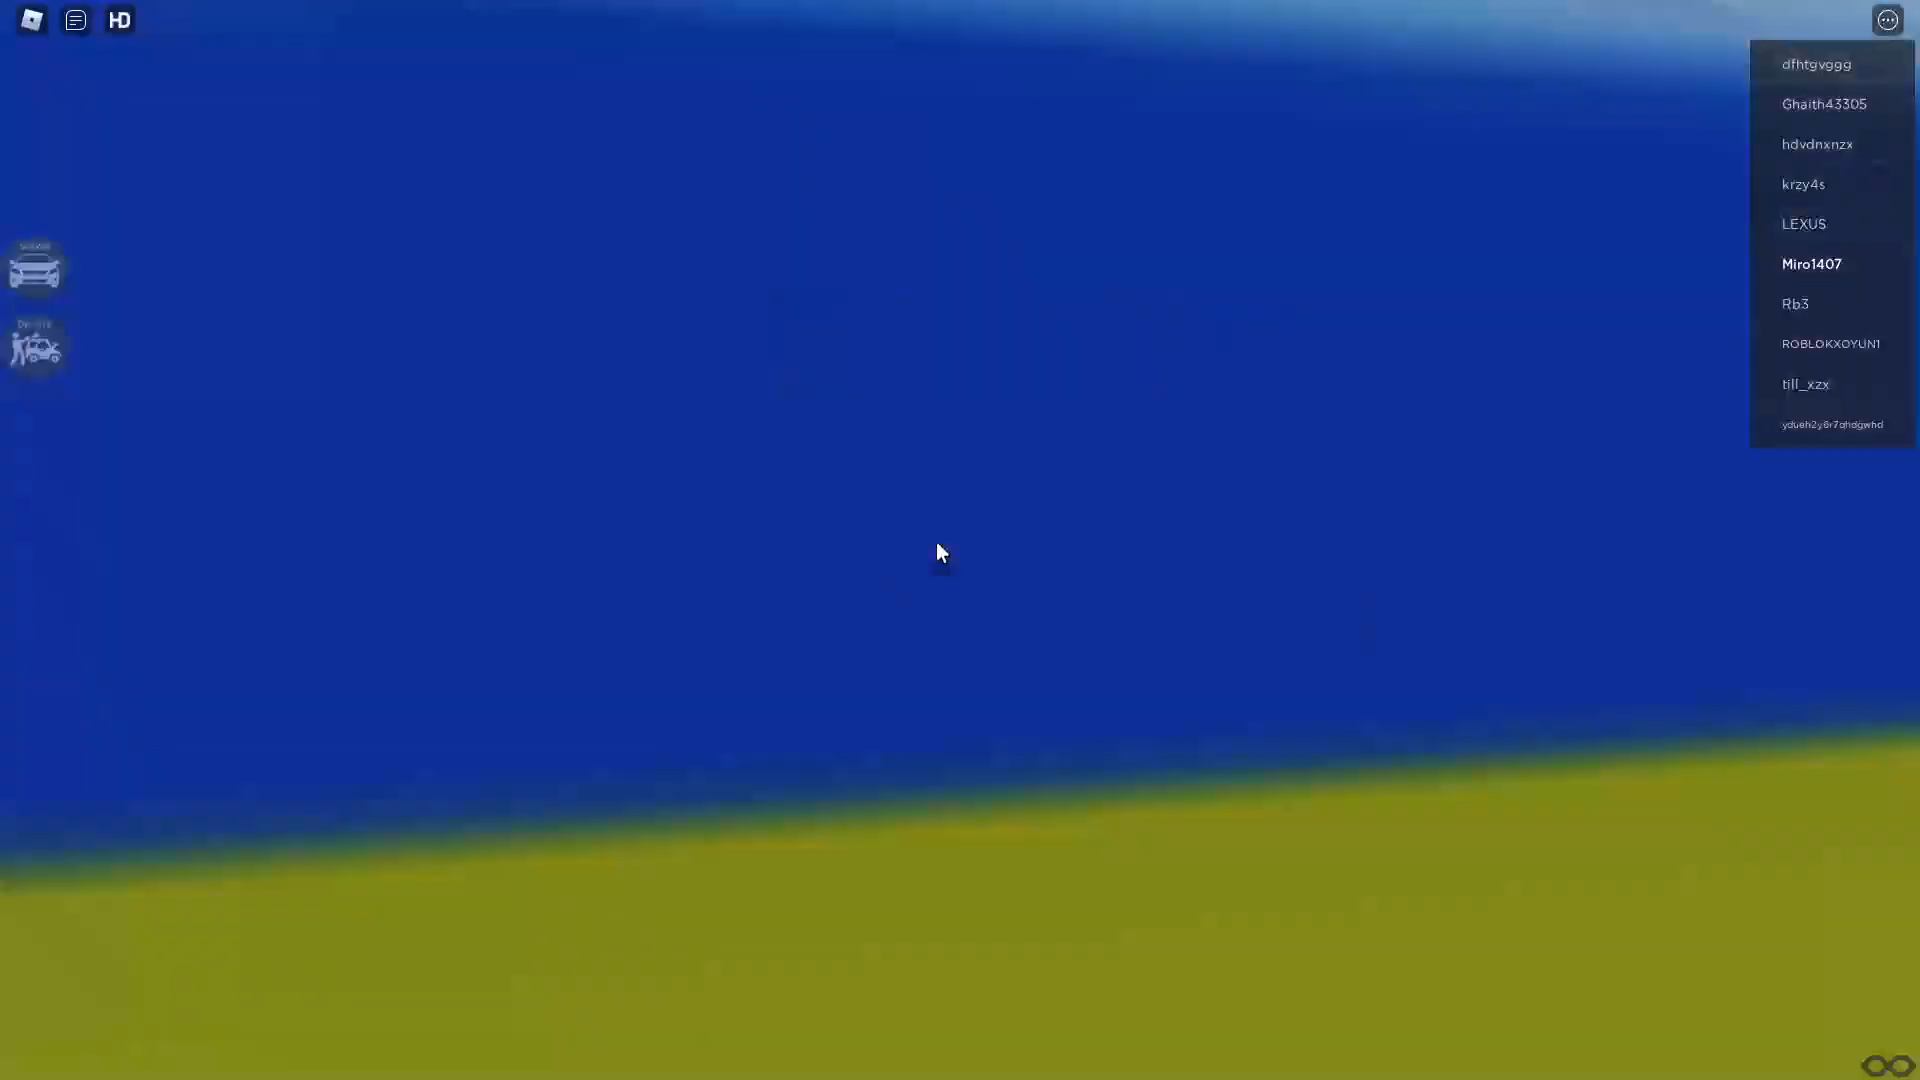 HD
dfhtgvggg
Ghaith43305
hdvdnxnzx
krzy4s
LEXUS
Miro1407
Rb3
ROBLOKXOYUN1
till_xzx